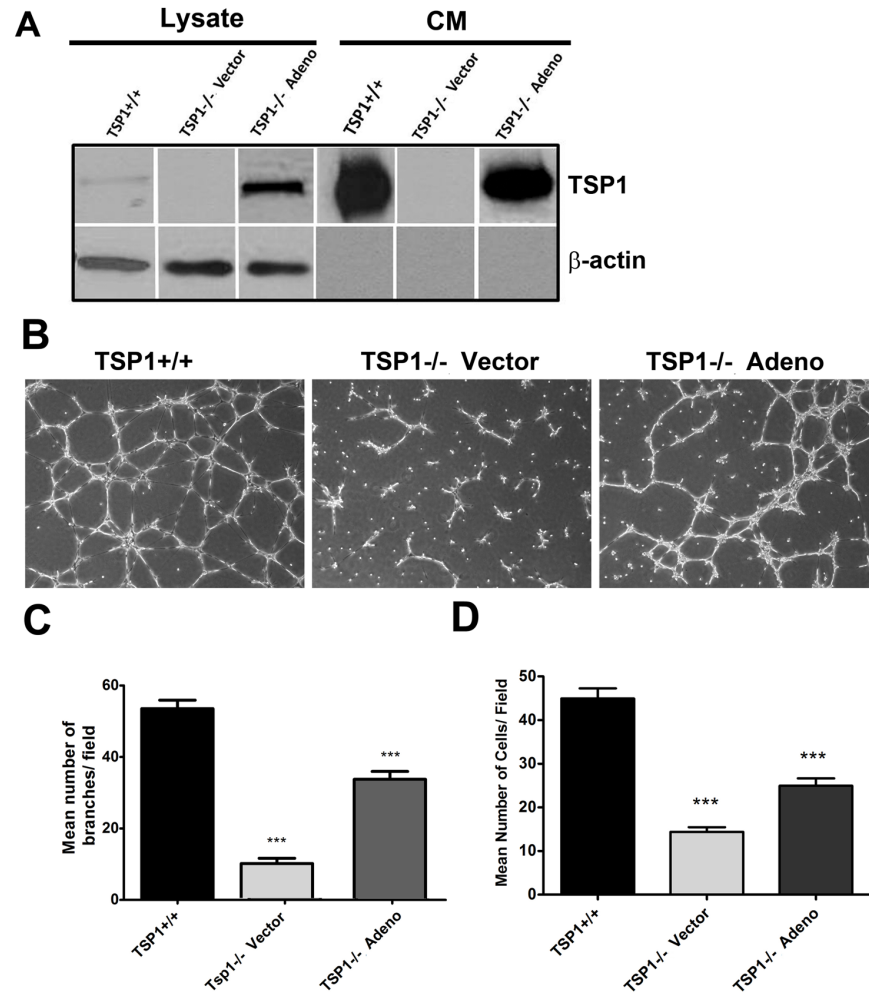 A
Lysate CM
TSP1+/+ TSP1-/- Vector TSP1-/- Adeno TSP1+/+ TSP1-/- Vector TSP1-/- Adeno
TSP1
β-actin
B
TSP1+/+ TSP1-/- Vector TSP1-/- Adeno
C
Mean number of
branches/ field
60
40
20
0
***
***
TSP1+/+ Tsp1-/- Vector TSP1-/- Adeno
D
Mean Number of Cells/ Field
50
40
30
20
10
0
***
***
TSP1+/+ TSP1-/- Vector TSP1-/- Adeno